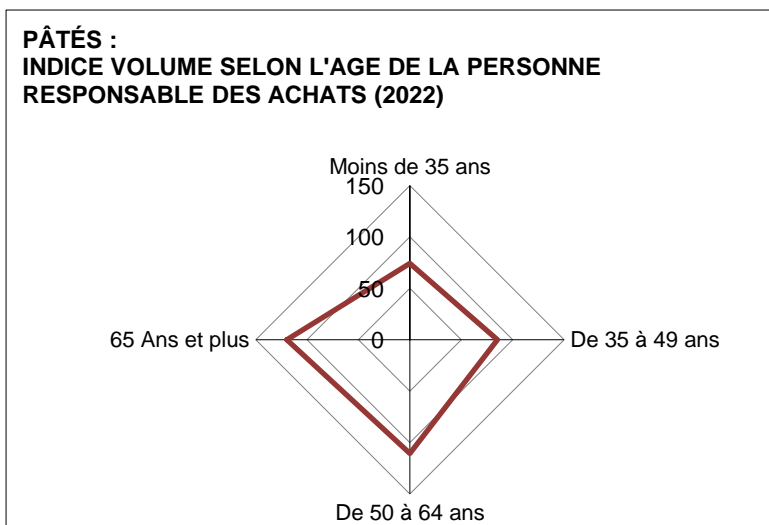 PÂTÉS :
INDICE VOLUME SELON L'AGE DE LA PERSONNE
RESPONSABLE DES ACHATS (2022)
Moins de 35 ans
150
100
50
65 Ans et plus
0
De 35 à 49 ans
De 50 à 64 ans